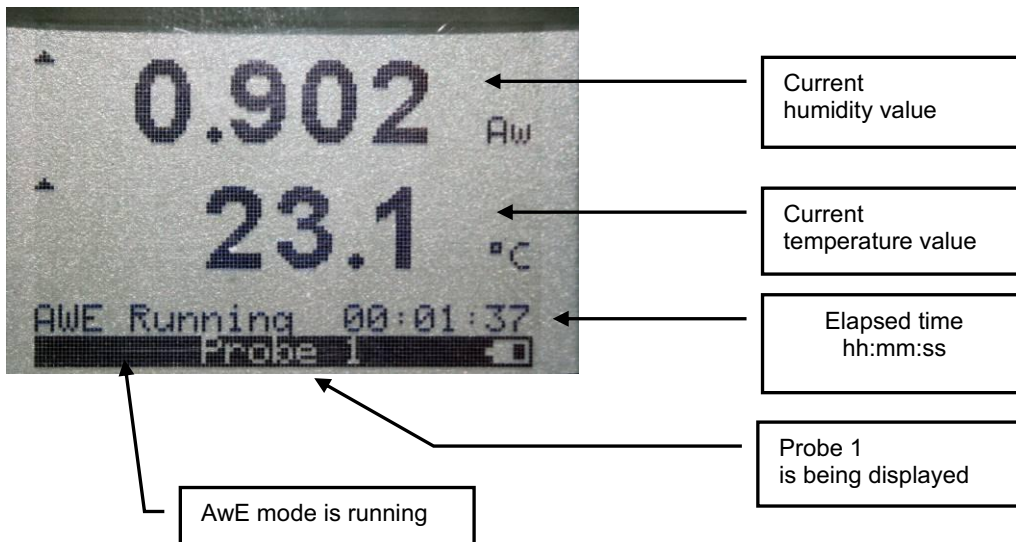 0.902 Aw
23.1 °C
AWE Running 00:01:37
Probe 1
Current
humidity value
Current
temperature value
Elapsed time
hh:mm:ss
Probe 1
is being displayed
AwE mode is running